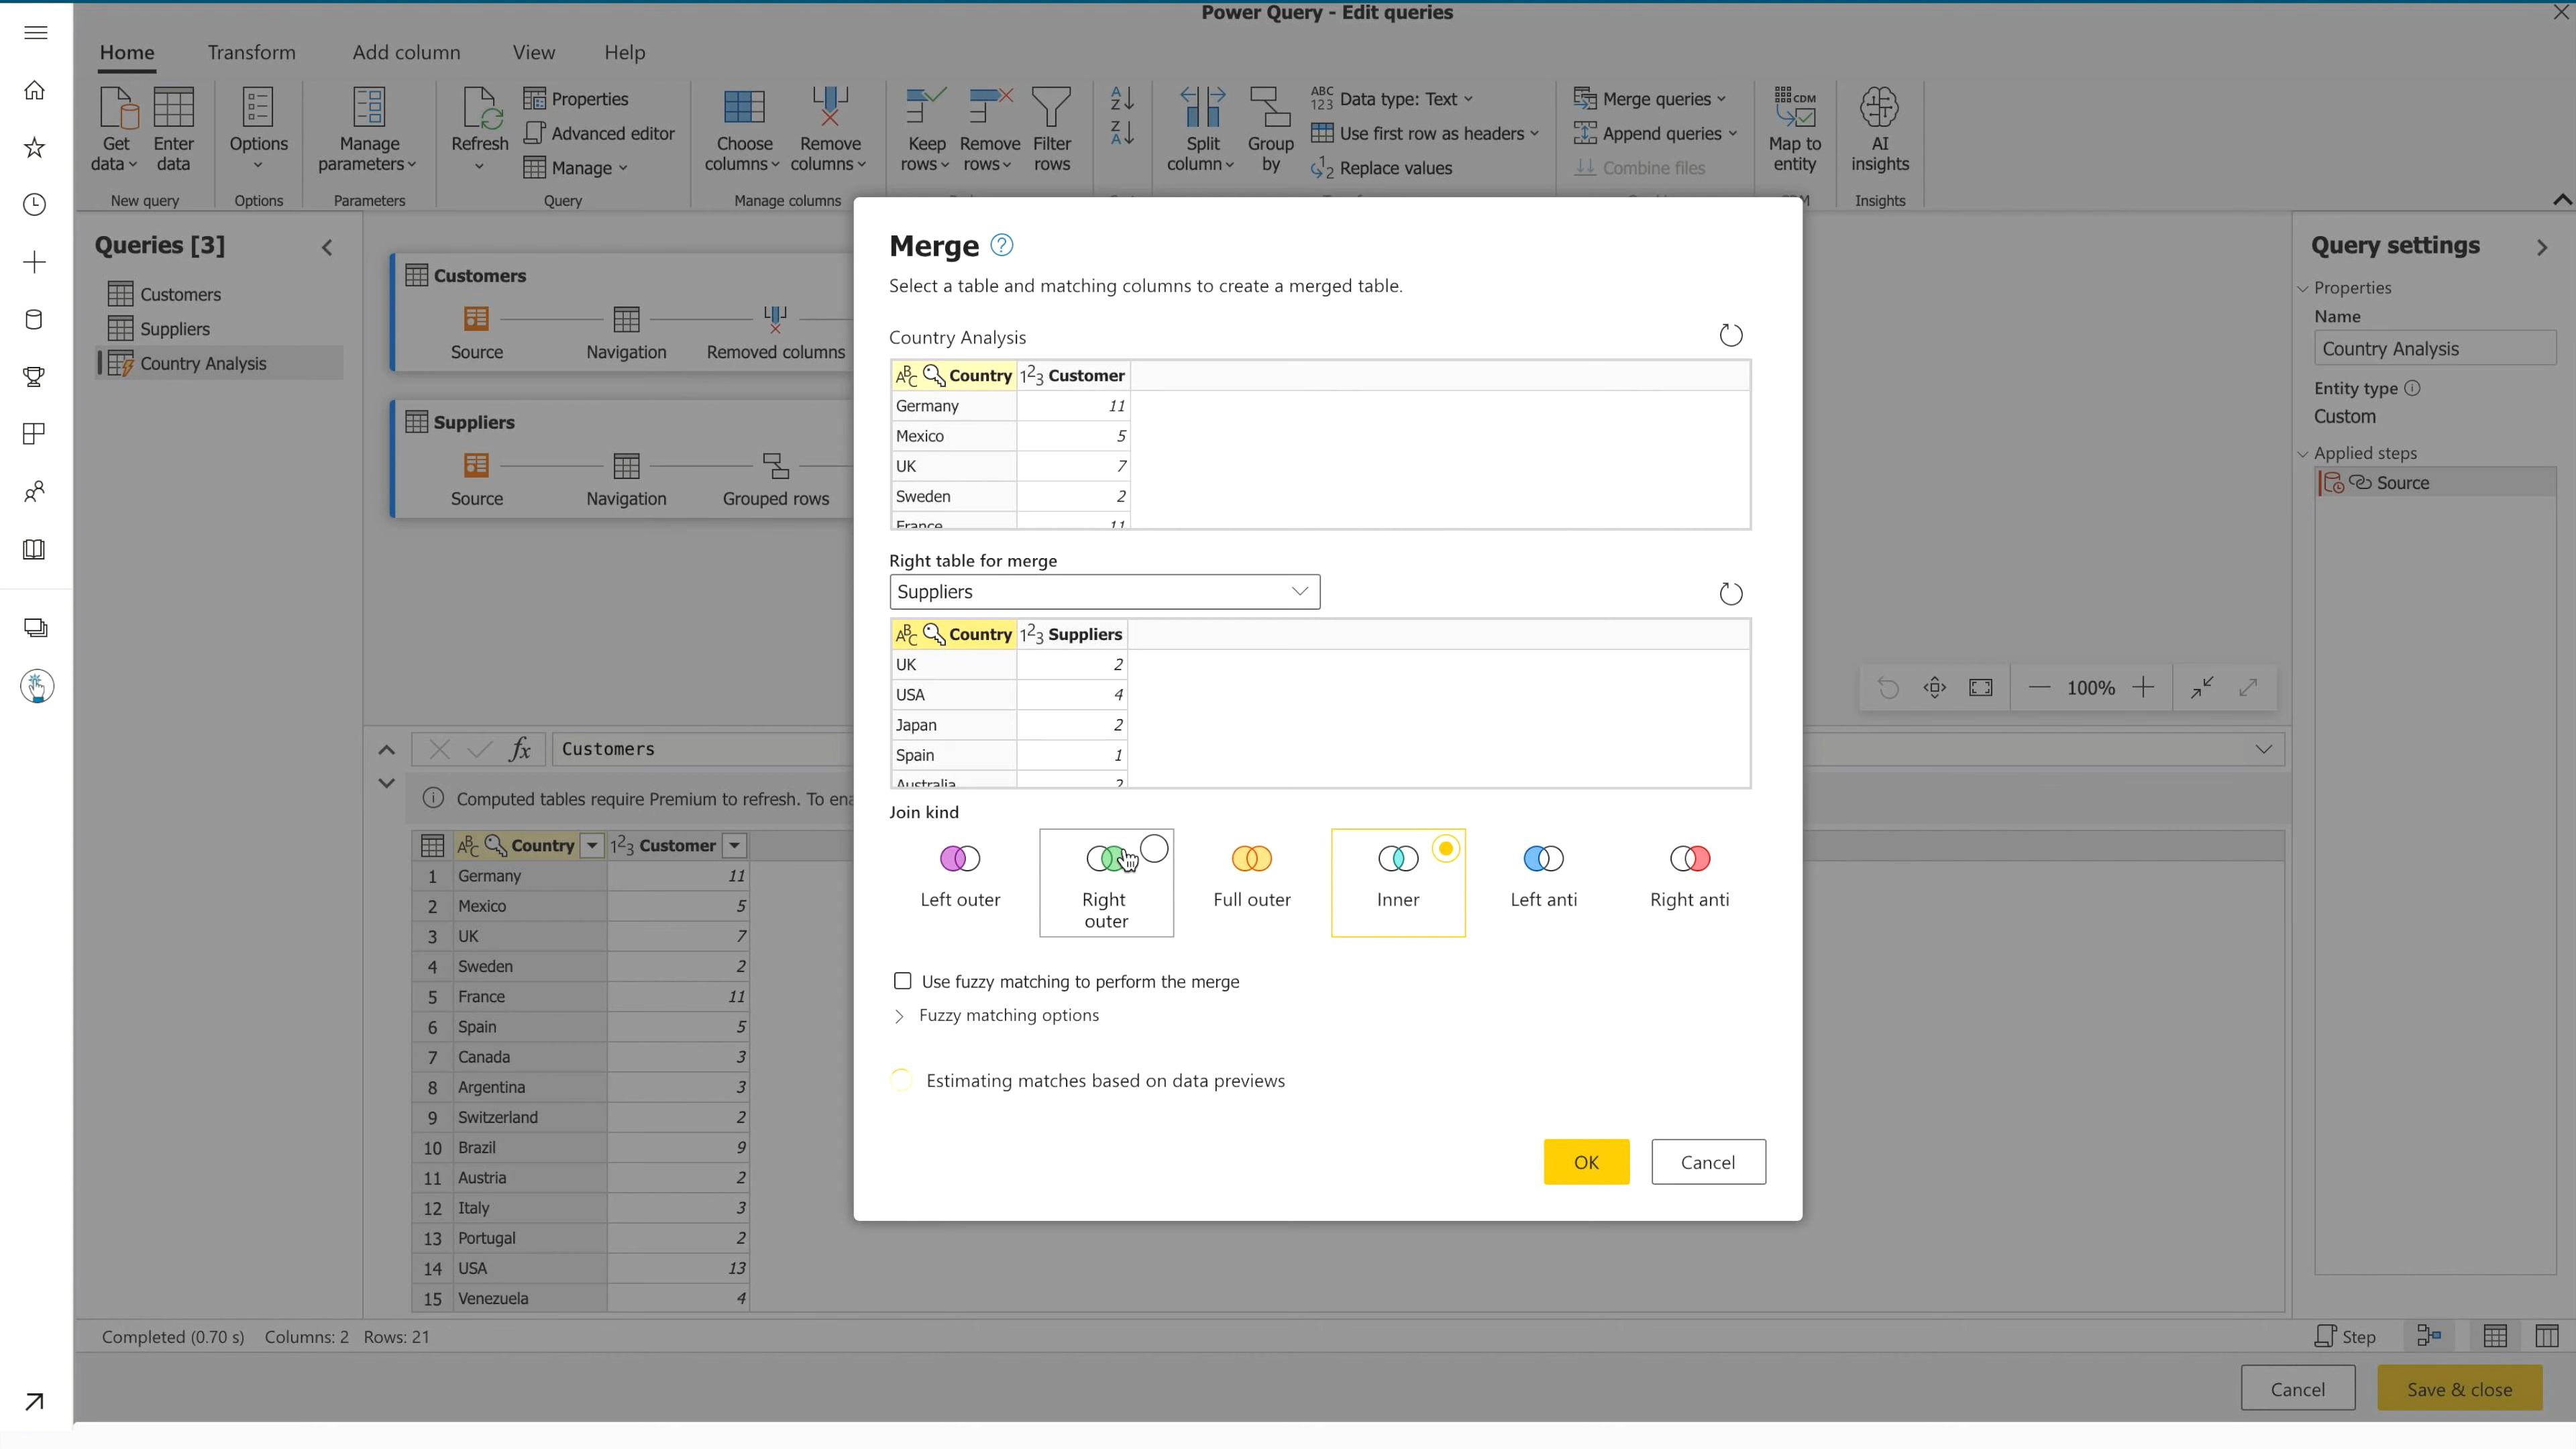 Power Query - Edit queries
Home Transform Add column View Help
Get data
Enter data
Options
Manage parameters
Refresh
Properties
Advanced editor
Manage
Choose columns
Remove columns
Keep rows
Remove rows
Filter rows
Split column
Group by
Data type: Text
Use first row as headers
Replace values
Merge queries
Append queries
Combine files
CDM
Map to entity
AI insights
New query
Options
Parameters
Query
Manage columns
Insights
Queries [3]
Customers
Suppliers
Country Analysis
Customers
Source Navigation Removed columns
Suppliers
Source Navigation Grouped rows
Merge
Select a table and matching columns to create a merged table.
Country Analysis
Country Customer
Germany 11
Mexico 5
UK 7
Sweden 2
France 11
Right table for merge
Suppliers
Country Suppliers
UK 2
USA 4
Japan 2
Spain 1
Australia 2
Join kind
Left outer
Right outer
Full outer
Inner
Left anti
Right anti
Use fuzzy matching to perform the merge
Fuzzy matching options
Estimating matches based on data previews
OK Cancel
Query settings
Properties
Name
Country Analysis
Entity type
Custom
Applied steps
Source
100%
fx Customers
Computed tables require Premium to refresh. To
Country Customer
1 Germany 11
2 Mexico 5
3 UK 7
4 Sweden 2
5 France 11
6 Spain 5
7 Canada 3
8 Argentina 3
9 Switzerland 2
10 Brazil 9
11 Austria 2
12 Italy 3
13 Portugal 2
14 USA 13
15 Venezuela 4
Completed (0.70 s) Columns: 2 Rows: 21
Step
Cancel Save & close